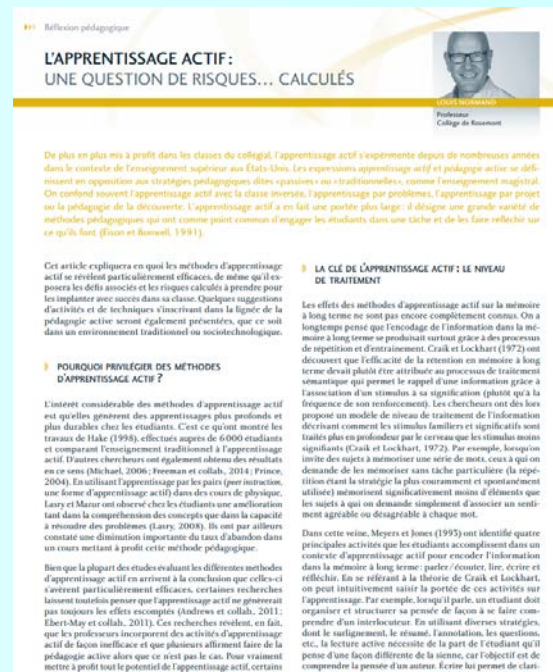 Réflexion pédagogique
L'APPRENTISSAGE ACTIF :
UNE QUESTION DE RISQUES… CALCULÉS
LOUIS NORMAND
Professeur
Collège de Rosemont
De plus en plus mis à profit dans les classes du collégial, l'apprentissage actif s'expérimente depuis de nombreuses années
dans le contexte de l'enseignement supérieur aux États-Unis. Les expressions apprentissage actif et pédagogie active se défi-
nissent en opposition aux stratégies pédagogiques dites «passives» ou «traditionnelles», comme l'enseignement magistral.
On confond souvent l'apprentissage actif avec la classe inversée, l'apprentissage par problèmes, l'apprentissage par projet
ou la pédagogie de la découverte. L'apprentissage actif a en fait une portée plus large : il désigne une grande variété de
méthodes pédagogiques qui ont comme point commun d'engager les étudiants dans une tâche et de les faire réfléchir sur
ce qu'ils font (Eison et Bonwell, 1991).
Cet article expliquera en quoi les méthodes d'apprentissage
actif se révèlent particulièrement efficaces, de même qu'il ex-
posera les défis associés et les risques calculés à prendre pour
les implanter avec succès dans sa classe. Quelques suggestions
d'activités et de techniques s'inscrivant dans la lignée de la
pédagogie active seront également présentées, que ce soit
dans un environnement traditionnel ou sociotechnologique.
POURQUOI PRIVILÉGIER DES MÉTHODES
D'APPRENTISSAGE ACTIF ?
L'intérêt considérable des méthodes d'apprentissage actif
est qu'elles génèrent des apprentissages plus profonds et
plus durables chez les étudiants. C'est ce qu'ont montré les
travaux de Hake (1998), effectués auprès de 6 000 étudiants
et comparant l'enseignement traditionnel à l'apprentissage
actif. D'autres chercheurs ont également obtenu des résultats
en ce sens (Michael, 2006 ; Freeman et collab., 2014 ; Prince,
2004). En utilisant l'apprentissage par les pairs (peer instruction,
une forme d'apprentissage actif) dans des cours de physique,
Lasry et Mazur ont observé chez les étudiants une amélioration
tant dans la compréhension des concepts que dans la capacité
à résoudre des problèmes (Lasry, 2008). Ils ont par ailleurs
constaté une diminution importante du taux d'abandon dans
un cours mettant à profit cette méthode pédagogique.
Bien que la plupart des études évaluant les différentes méthodes
d'apprentissage actif en arrivent à la conclusion que celles-ci
s'avèrent particulièrement efficaces, certaines recherches
laissent toutefois penser que l'apprentissage actif ne générerait
pas toujours les effets escomptés (Andrews et collab., 2011 ;
Ebert-May et collab., 2011). Ces recherches révèlent, en fait,
que les professeurs incorporent des activités d'apprentissage
actif de façon inefficace et que plusieurs affirment faire de la
pédagogie active alors que ce n'est pas le cas. Pour vraiment
mettre à profit tout le potentiel de l'apprentissage actif, certains
LA CLÉ DE L'APPRENTISSAGE ACTIF : LE NIVEAU
DE TRAITEMENT
Les effets des méthodes d'apprentissage actif sur la mémoire
à long terme ne sont pas encore complètement connus. On a
longtemps pensé que l'encodage de l'information dans la mé-
moire à long terme se produisait surtout grâce à des processus
de répétition et d'entrainement. Craik et Lockhart (1972) ont
découvert que l'efficacité de la rétention en mémoire à long
terme devait plutôt être attribuée au processus de traitement
sémantique qui permet le rappel d'une information grâce à
l'association d'un stimulus à sa signification (plutôt qu'à la
fréquence de son renforcement). Les chercheurs ont dès lors
proposé un modèle de niveau de traitement de l'information
décrivant comment les stimulus familiers et significatifs sont
traités plus en profondeur par le cerveau que les stimulus moins
signifiants (Craik et Lockhart, 1972). Par exemple, lorsqu'on
invite des sujets à mémoriser une série de mots, ceux à qui on
demande de les mémoriser sans tâche particulière (la répé-
tition étant la stratégie la plus couramment et spontanément
utilisée) mémorisent significativement moins d'éléments que
les sujets à qui on demande simplement d'associer un senti-
ment agréable ou désagréable à chaque mot.
Dans cette veine, Meyers et Jones (1993) ont identifié quatre
principales activités que les étudiants accomplissent dans un
contexte d'apprentissage actif pour encoder l'information
dans la mémoire à long terme : parler/écouter, lire, écrire et
réfléchir. En se référant à la théorie de Craik et Lockhart,
on peut intuitivement saisir la portée de ces activités sur
l'apprentissage. Par exemple, lorsqu'il parle, un étudiant doit
organiser et structurer sa pensée de façon à se faire com-
prendre d'un interlocuteur. En utilisant diverses stratégies,
dont le surlignement, le résumé, l'annotation, les questions,
etc., la lecture active nécessite de la part de l'étudiant qu'il
pense d'une façon différente de la sienne, car l'objectif est de
comprendre la pensée d'un auteur. Écrire lui permet de clari-